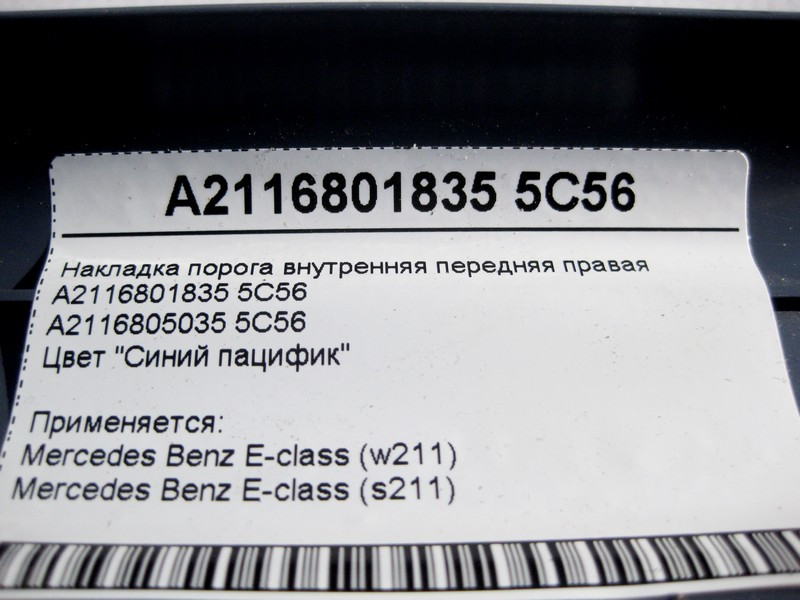 A2116801835 5C56
Накладка порога внутренняя передняя правая
A2116801835 5C56
A2116805035 5C56
Цвет "Синий пацифик"
Применяется:
Mercedes Benz E-class (w211)
Mercedes Benz E-class (s211)